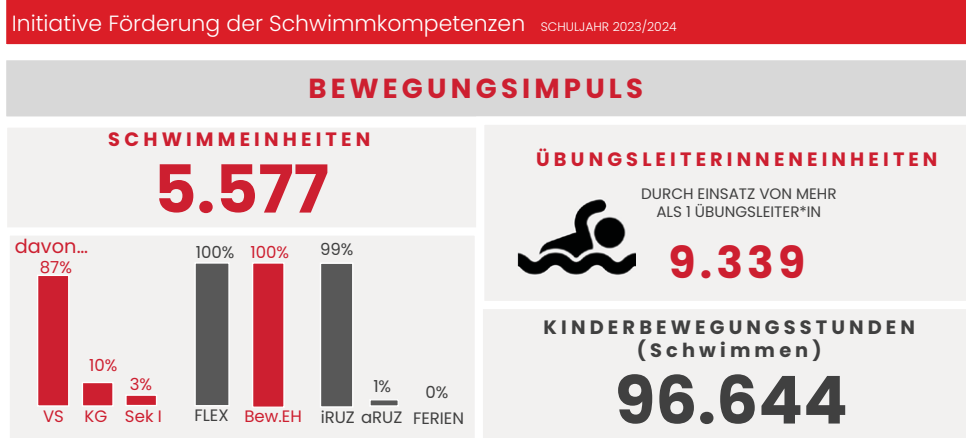 Initiative Förderung der Schwimmkompetenzen SCHULJAHR 2023/2024
BEWEGUNGSIMPULS
SCHWIMMEINHEITEN
5.577
davon...
87%
10%
3%
100%
100%
99%
1%
0%
VS
KG
Sek I
FLEX
Bew.EH
iRUZ
aRUZ
FERIEN
ÜBUNGSLEITERINNENEINHEITEN
DURCH EINSATZ VON MEHR
ALS 1 ÜBUNGSLEITER*IN
9.339
KINDERBEWEGUNGSSTUNDEN
(Schwimmen)
96.644